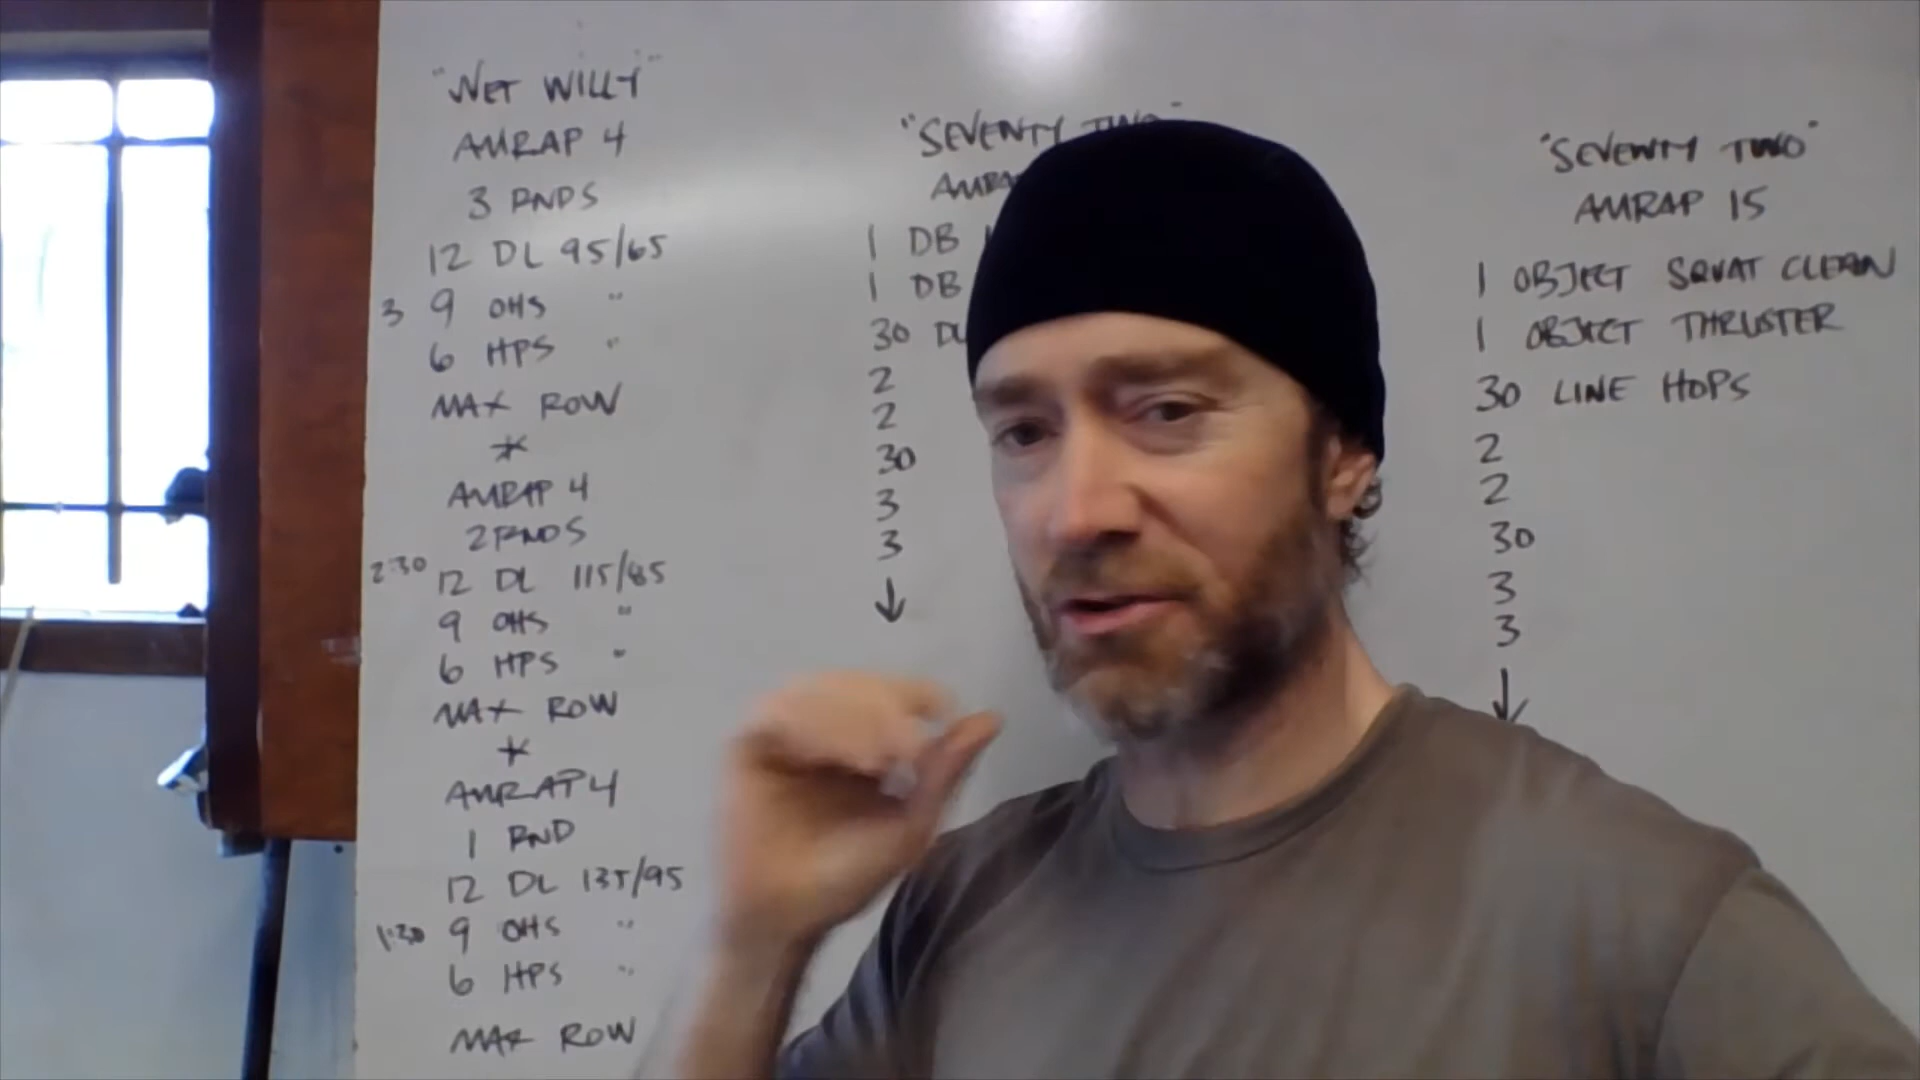 "WET WILLY"
AMRAP 4
3 RNDS
12 DL 95/65
3 9 OHS "
6 HPS "
MAX ROW
*
AMRAP 4
2 RNDS
2:30 12 DL 115/85
9 OHS "
6 HPS "
MAX ROW
*
AMRAP 4
1 RND
12 DL 135/95
1:30 9 OHS "
6 HPS "
MAX ROW
"SEVENTY TWO"
1 DB
1 DB
30
2
2
30
3
3
↓
"SEVENTY TWO"
AMRAP 15
1 OBJECT SQUAT CLEAN
1 OBJECT THRUSTER
30 LINE HOPS
2
2
30
3
3
↓